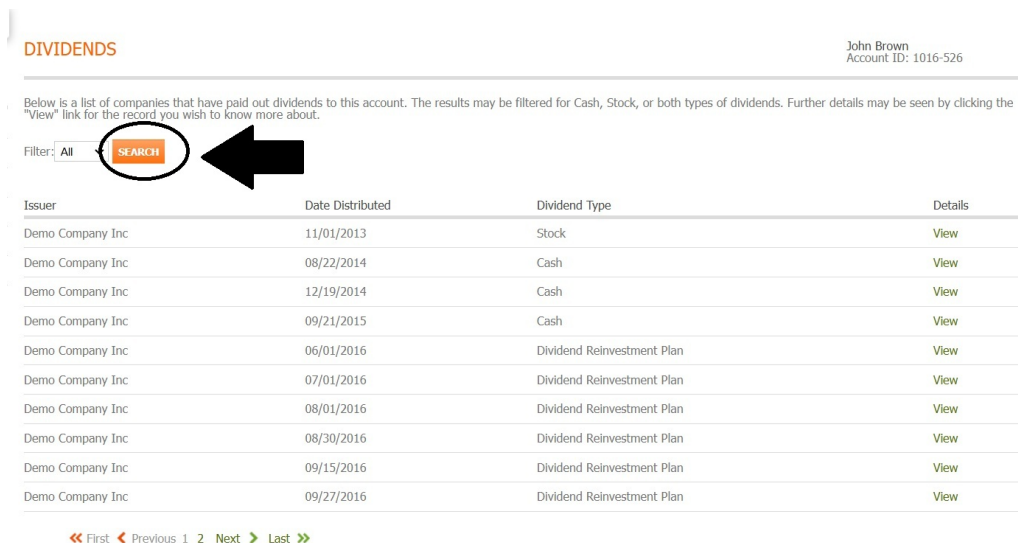 DIVIDENDS
John Brown
Account ID: 1016-526
Below is a list of companies that have paid out dividends to this account. The results may be filtered for Cash, Stock, or both types of dividends. Further details may be seen by clicking the
"View" link for the record you wish to know more about.
Filter: All SEARCH
Issuer Date Distributed Dividend Type Details
Demo Company Inc 11/01/2013 Stock View
Demo Company Inc 08/22/2014 Cash View
Demo Company Inc 12/19/2014 Cash View
Demo Company Inc 09/21/2015 Cash View
Demo Company Inc 06/01/2016 Dividend Reinvestment Plan View
Demo Company Inc 07/01/2016 Dividend Reinvestment Plan View
Demo Company Inc 08/01/2016 Dividend Reinvestment Plan View
Demo Company Inc 08/30/2016 Dividend Reinvestment Plan View
Demo Company Inc 09/15/2016 Dividend Reinvestment Plan View
Demo Company Inc 09/27/2016 Dividend Reinvestment Plan View
First Previous 1 2 Next Last